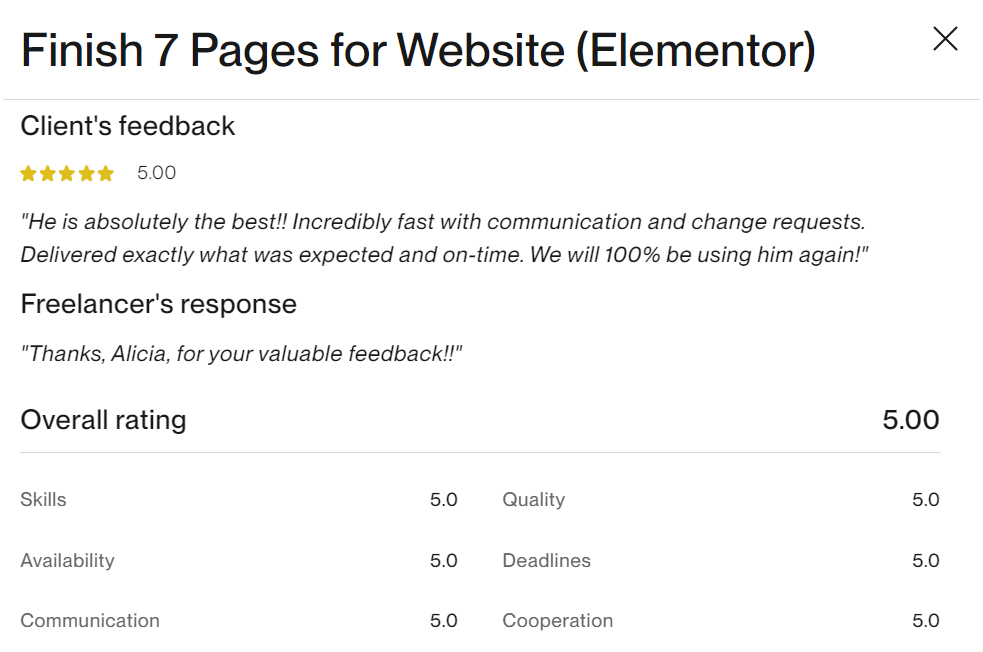 Finish 7 Pages for Website (Elementor)
Client's feedback
5.00
"He is absolutely the best!! Incredibly fast with communication and change requests.
Delivered exactly what was expected and on-time. We will 100% be using him again!"
Freelancer's response
"Thanks, Alicia, for your valuable feedback!!"
Overall rating 5.00
Skills 5.0 Quality 5.0
Availability 5.0 Deadlines 5.0
Communication 5.0 Cooperation 5.0